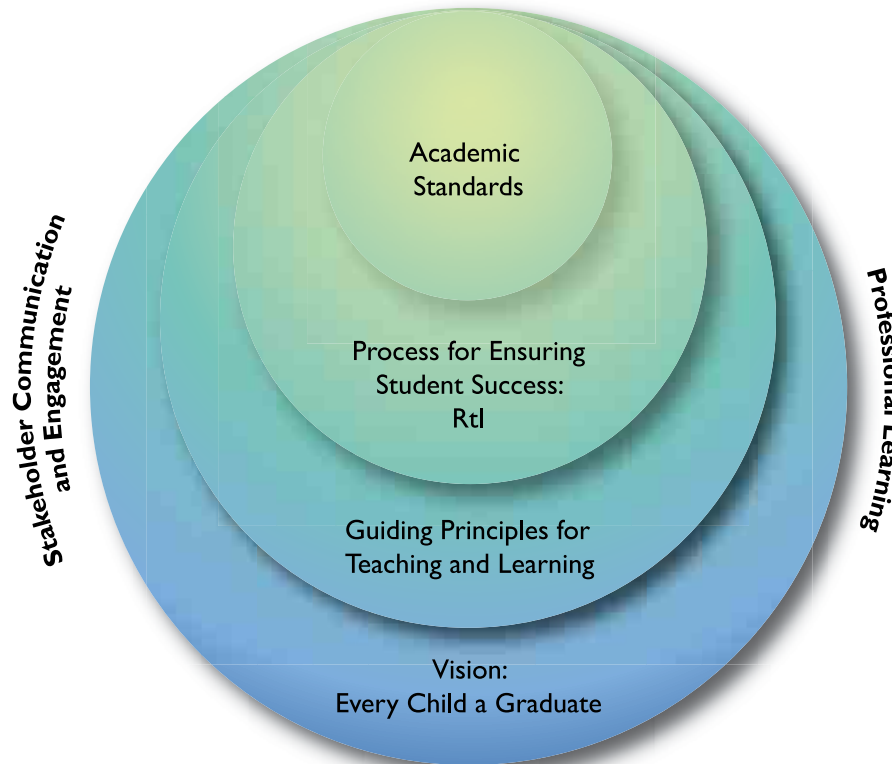 Academic
Standards
Process for Ensuring
Student Success:
RtI
Guiding Principles for
Teaching and Learning
Vision:
Every Child a Graduate
Stakeholder Communication
and Engagement
Professional Learning